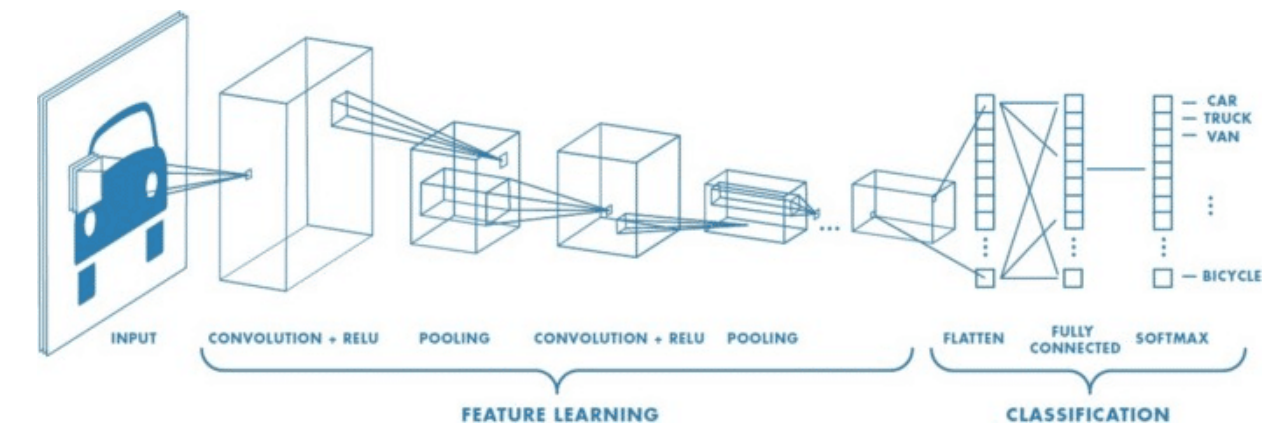 CAR
TRUCK
VAN
BICYCLE
INPUT
CONVOLUTION + RELU
POOLING
CONVOLUTION + RELU
POOLING
FLATTEN
FULLY
CONNECTED
SOFTMAX
FEATURE LEARNING
CLASSIFICATION